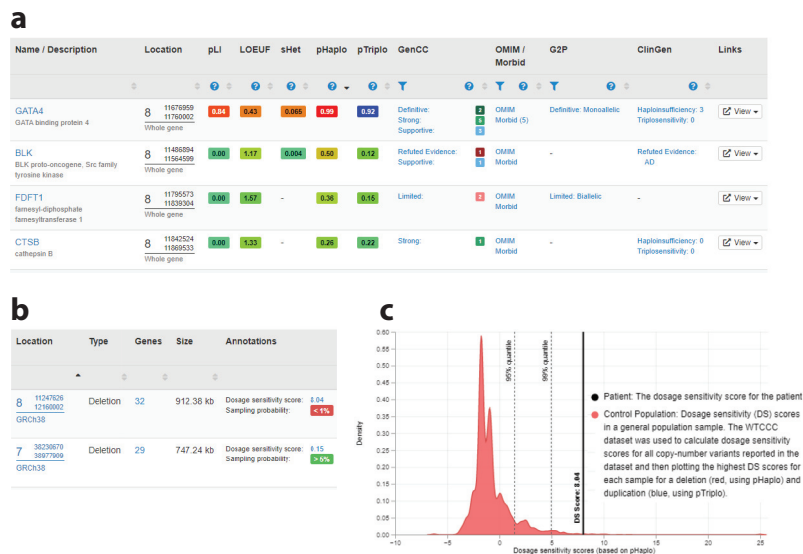 a
Name / Description Location pLI LOEUF sHet pHaplo pTriplo GenCC OMIM / Morbid G2P ClinGen Links
GATA4
GATA binding protein 4
8 11676959
11760002
Whole gene
0.84 0.43 0.065 0.99 0.92
Definitive: 2
Strong: 5
Supportive: 3
OMIM
Morbid (5)
Definitive: Monoallelic
Haploinsufficiency: 3
Triplosensitivity: 0
View
BLK
BLK proto-oncogene, Src family
tyrosine kinase
8 11486894
11564599
Whole gene
0.00 1.17 0.004 0.50 0.12
Refuted Evidence: 1
Supportive: 1
OMIM
Morbid
-
Refuted Evidence:
AD
View
FDFT1
farnesyl-diphosphate
farnesyltransferase 1
8 11795573
11839304
Whole gene
0.00 1.57 - 0.36 0.15
Limited: 2
OMIM
Morbid
Limited: Biallelic
-
View
CTSB
cathepsin B
8 11842524
11869533
Whole gene
0.00 1.33 - 0.26 0.22
Strong: 1
OMIM
Morbid
-
Haploinsufficiency: 0
Triplosensitivity: 0
View
b
Location Type Genes Size Annotations
8 11247626
12160002
GRCh38
Deletion 32 912.38 kb
Dosage sensitivity score: 8.04
Sampling probability: < 1%
7 38230670
38977909
GRCh38
Deletion 29 747.24 kb
Dosage sensitivity score: 0.15
Sampling probability: > 5%
c
0.60
0.55
0.50
0.45
0.40
0.35
0.30
0.25
0.20
0.15
0.10
0.05
0.00
Density
95% quantile
99% quantile
DS Score: 8.04
−10 −5 0 5 10 15 20 25
Dosage sensitivity scores (based on pHaplo)
Patient: The dosage sensitivity score for the patient
Control Population: Dosage sensitivity (DS) scores
in a general population sample. The WTCCC
dataset was used to calculate dosage sensitivity
scores for all copy-number variants reported in the
dataset and then plotting the highest DS scores for
each sample for a deletion (red, using pHaplo) and
duplication (blue, using pTriplo).